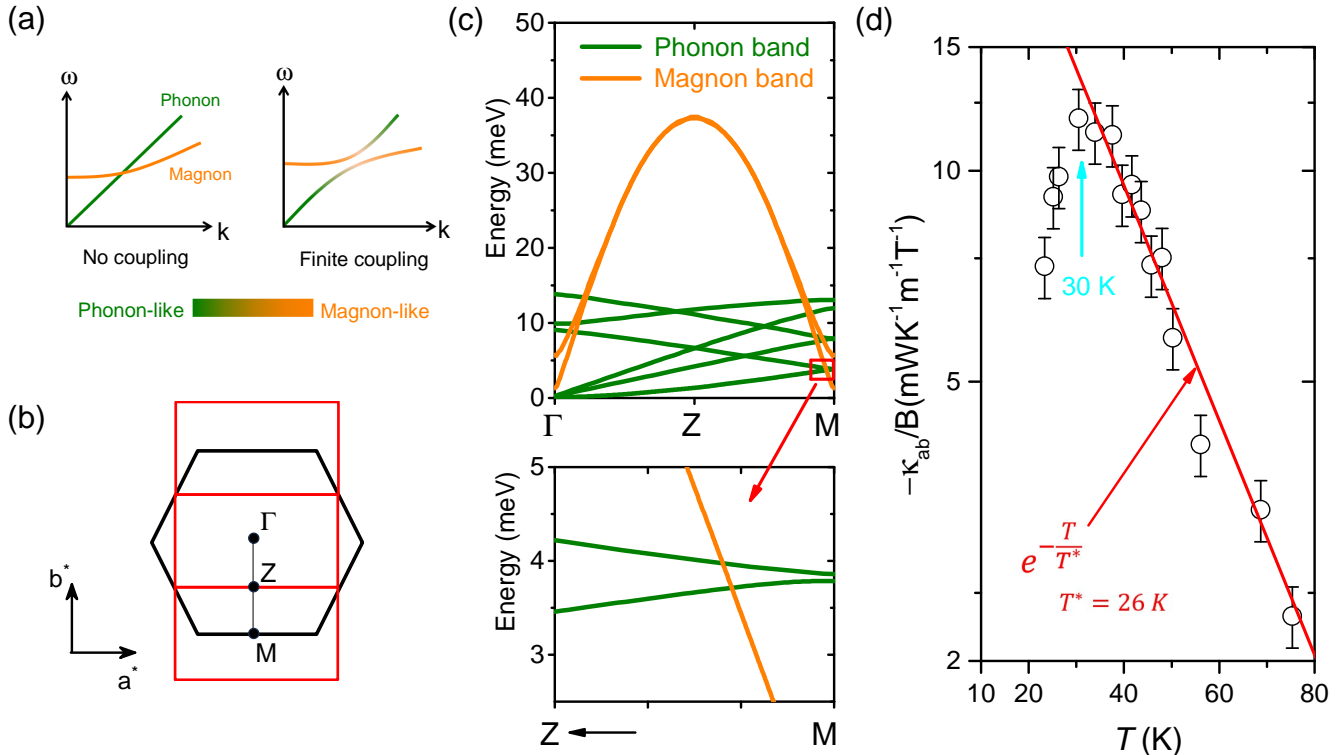 (a)
ω
Phonon
Magnon
k
No coupling
ω
k
Finite coupling
Phonon-like
Magnon-like
(b)
Γ
Z
M
b*
a*
(c)
Phonon band
Magnon band
Energy (meV)
50
40
30
20
10
0
Γ
Z
M
Energy (meV)
5
4
3
Z
M
(d)
−κab/B(mWK⁻¹m⁻¹T⁻¹)
15
10
5
2
30 K
e^−T/T*
T* = 26 K
10
20
40
60
80
T (K)